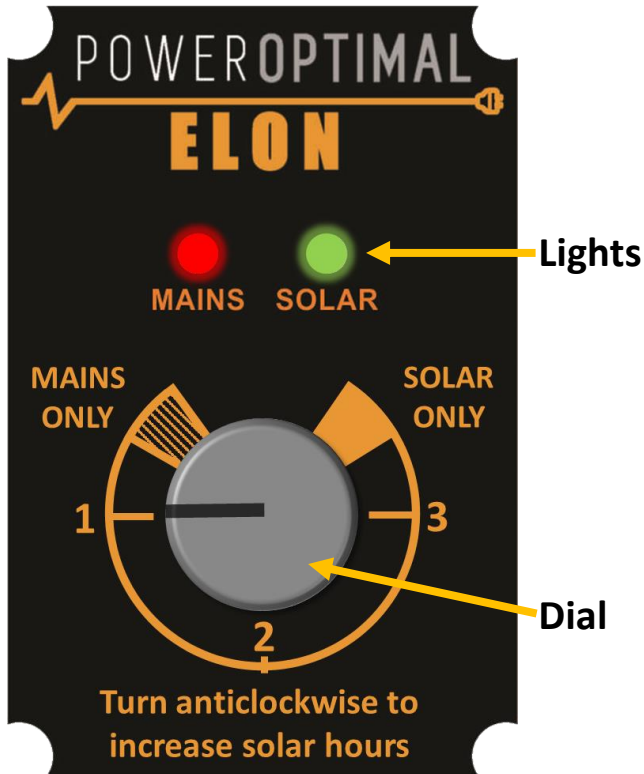 POWEROPTIMAL
ELON
Lights
MAINS SOLAR
MAINS
ONLY
SOLAR
ONLY
1
3
Dial
2
Turn anticlockwise to
increase solar hours